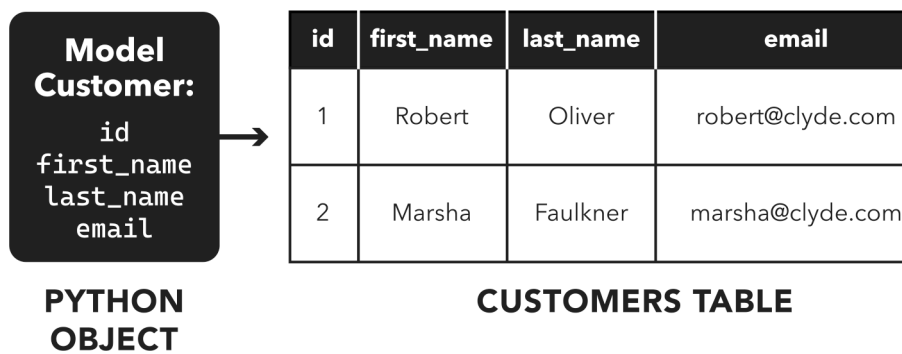 Model
Customer:
id
first_name
last_name
email
PYTHON
OBJECT
id first_name last_name email
1 Robert Oliver robert@clyde.com
2 Marsha Faulkner marsha@clyde.com
CUSTOMERS TABLE